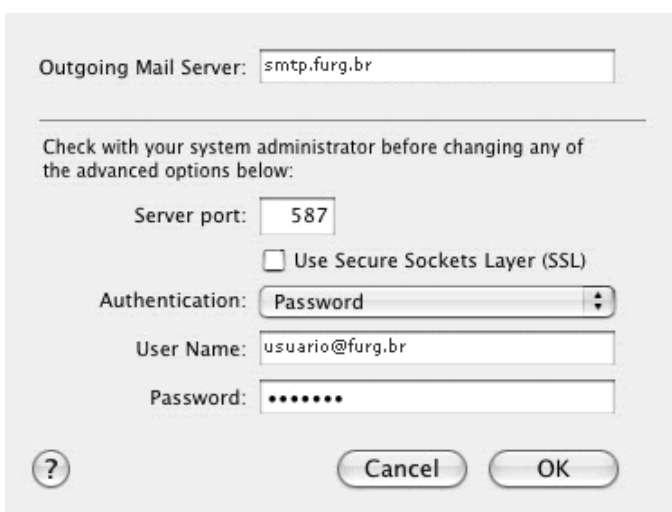 Outgoing Mail Server: smtp.furg.br
Check with your system administrator before changing any of
the advanced options below:
Server port: 587
Use Secure Sockets Layer (SSL)
Authentication: Password
User Name: usuario@furg.br
Password: •••••••
? Cancel OK